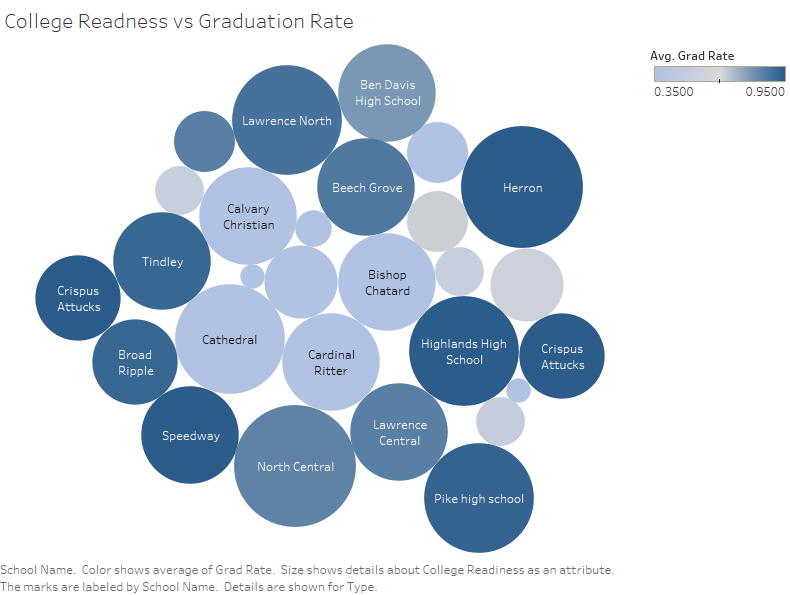 College Readness vs Graduation Rate
Avg. Grad Rate
0.3500 0.9500
Ben Davis
High School
Lawrence North
Beech Grove
Herron
Calvary
Christian
Tindley
Bishop
Chatard
Crispus
Attucks
Cathedral
Highlands High
School
Crispus
Attucks
Broad
Ripple
Cardinal
Ritter
Lawrence
Central
Speedway
North Central
Pike high school
School Name.  Color shows average of Grad Rate.  Size shows details about College Readiness as an attribute.
The marks are labeled by School Name.  Details are shown for Type.